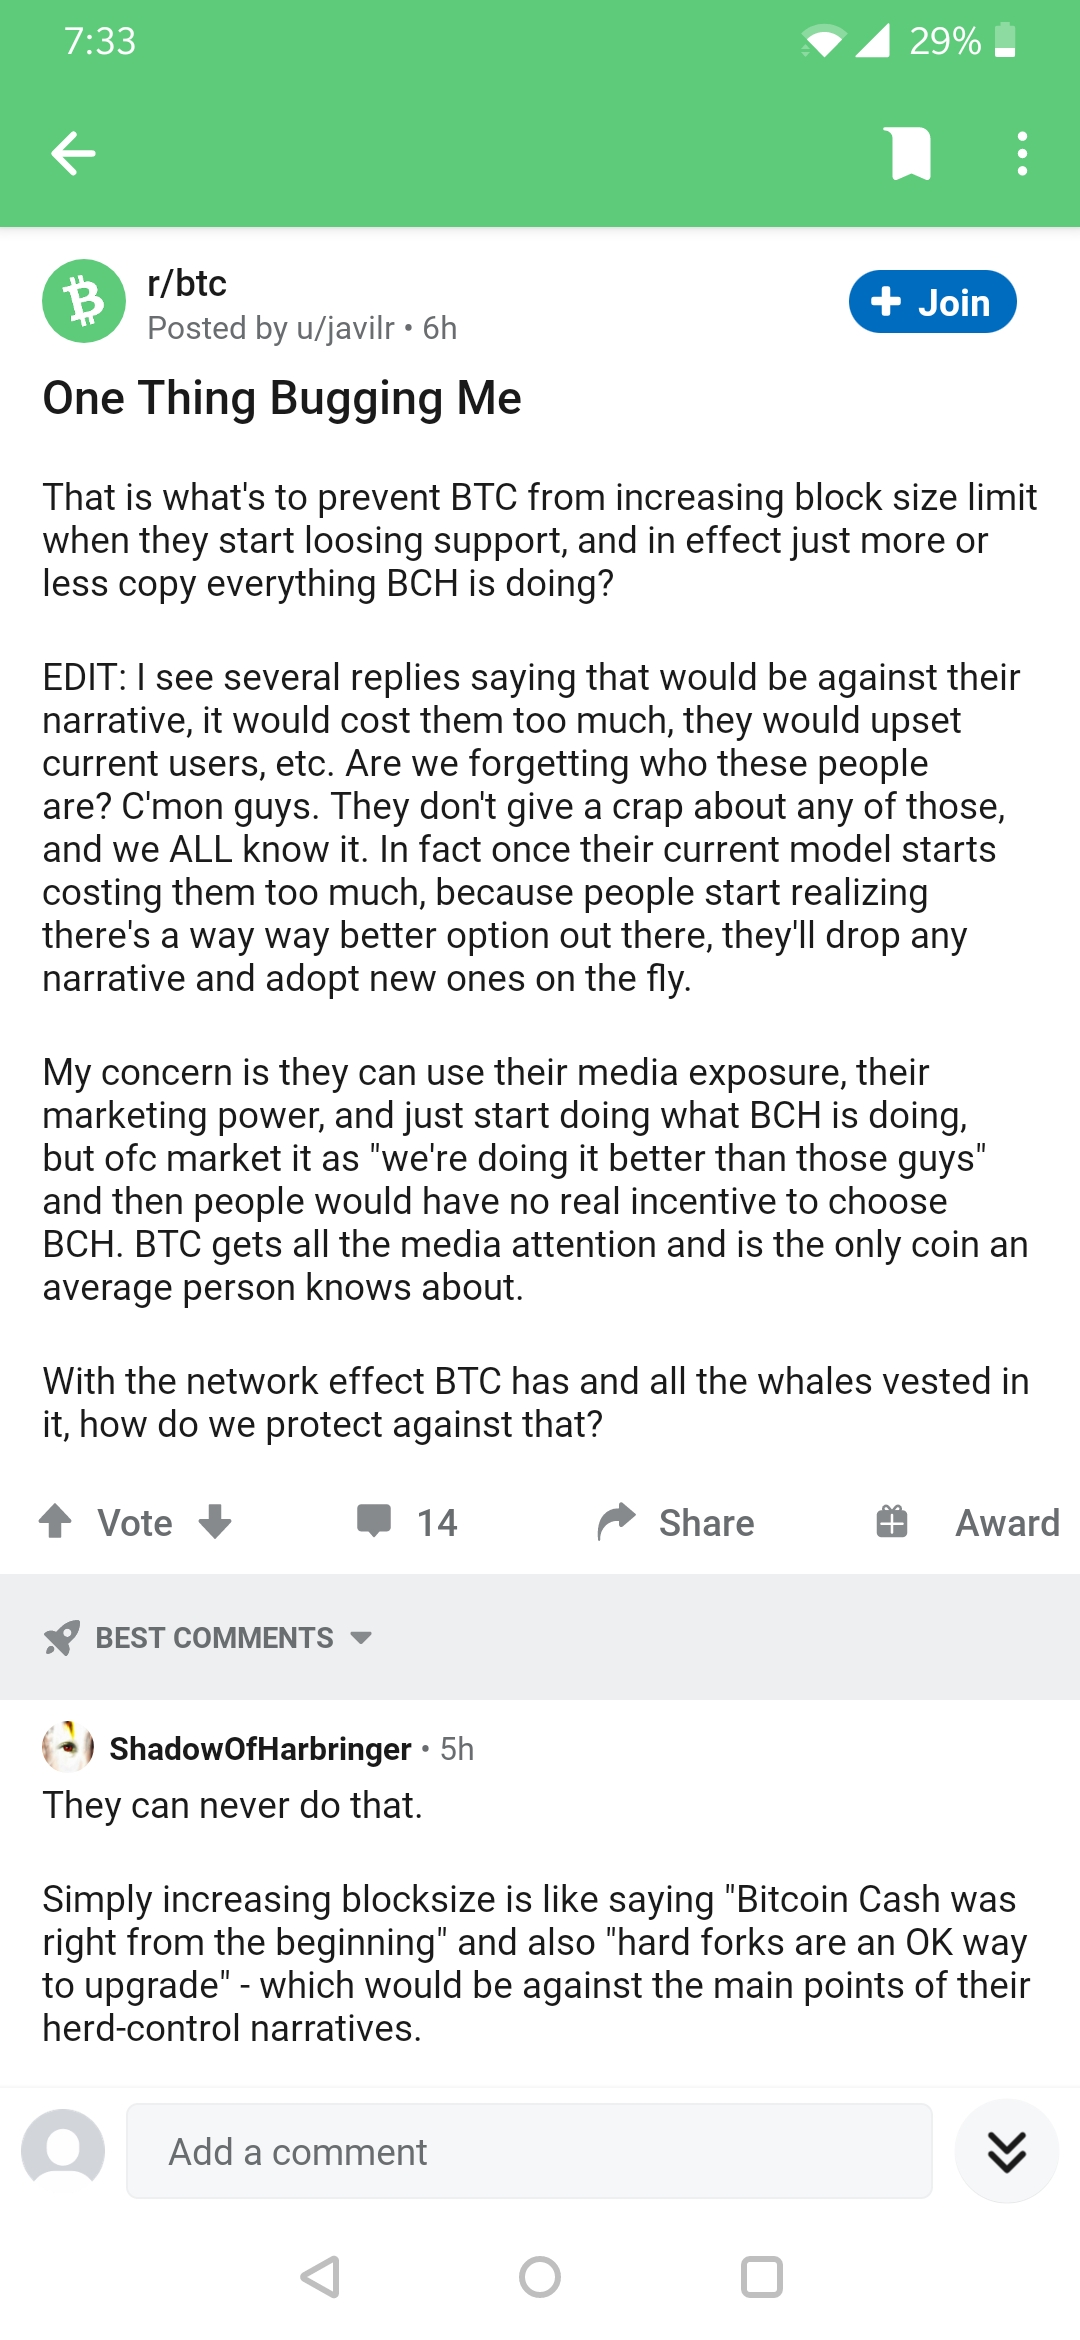 7:33
29%
r/btc
Posted by u/javilr • 6h
Join
One Thing Bugging Me
That is what's to prevent BTC from increasing block size limit
when they start loosing support, and in effect just more or
less copy everything BCH is doing?
EDIT: I see several replies saying that would be against their
narrative, it would cost them too much, they would upset
current users, etc. Are we forgetting who these people
are? C'mon guys. They don't give a crap about any of those,
and we ALL know it. In fact once their current model starts
costing them too much, because people start realizing
there's a way way better option out there, they'll drop any
narrative and adopt new ones on the fly.
My concern is they can use their media exposure, their
marketing power, and just start doing what BCH is doing,
but ofc market it as "we're doing it better than those guys"
and then people would have no real incentive to choose
BCH. BTC gets all the media attention and is the only coin an
average person knows about.
With the network effect BTC has and all the whales vested in
it, how do we protect against that?
Vote
14
Share
Award
BEST COMMENTS
ShadowOfHarbringer • 5h
They can never do that.
Simply increasing blocksize is like saying "Bitcoin Cash was
right from the beginning" and also "hard forks are an OK way
to upgrade" - which would be against the main points of their
herd-control narratives.
Add a comment